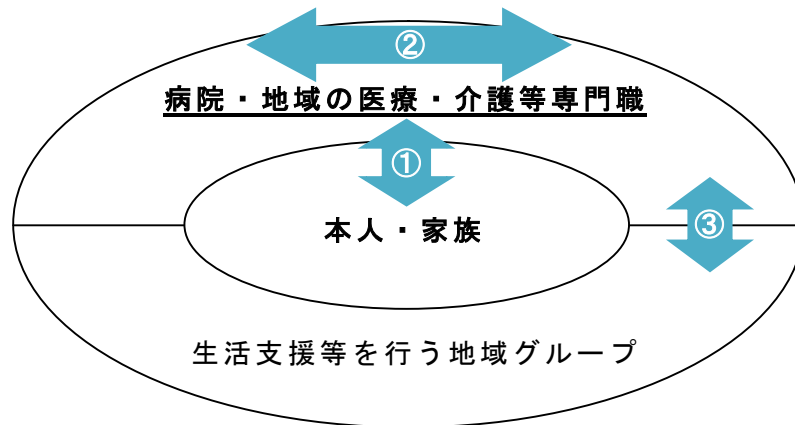 ②
病院・地域の医療・介護等専門職
①
本人・家族
③
生活支援等を行う地域グループ